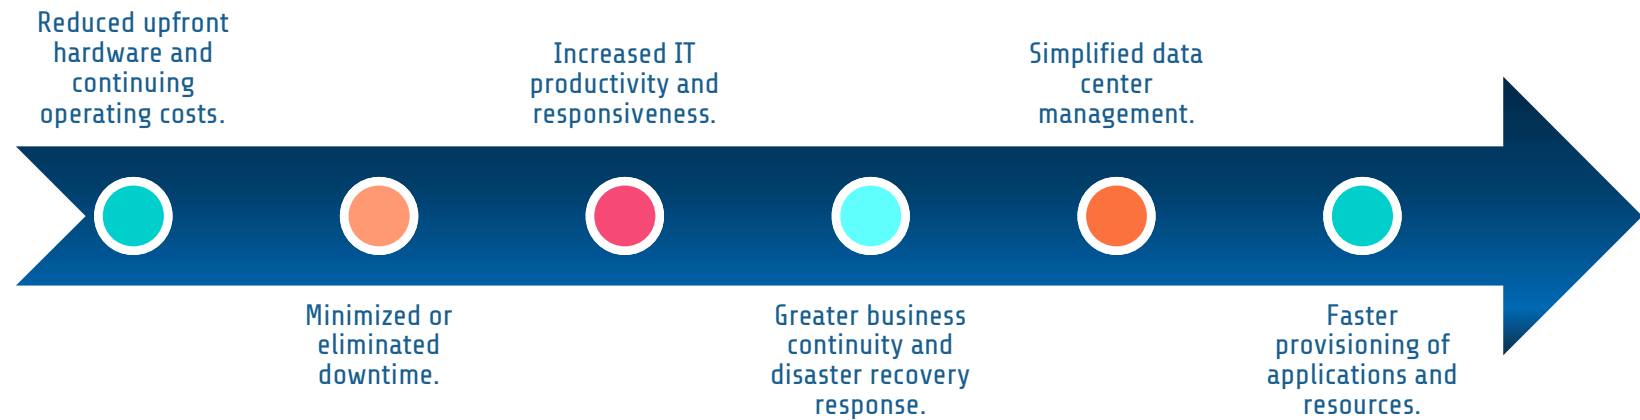 Reduced upfront
hardware and
continuing
operating costs.
Minimized or
eliminated
downtime.
Increased IT
productivity and
responsiveness.
Greater business
continuity and
disaster recovery
response.
Simplified data
center
management.
Faster
provisioning of
applications and
resources.